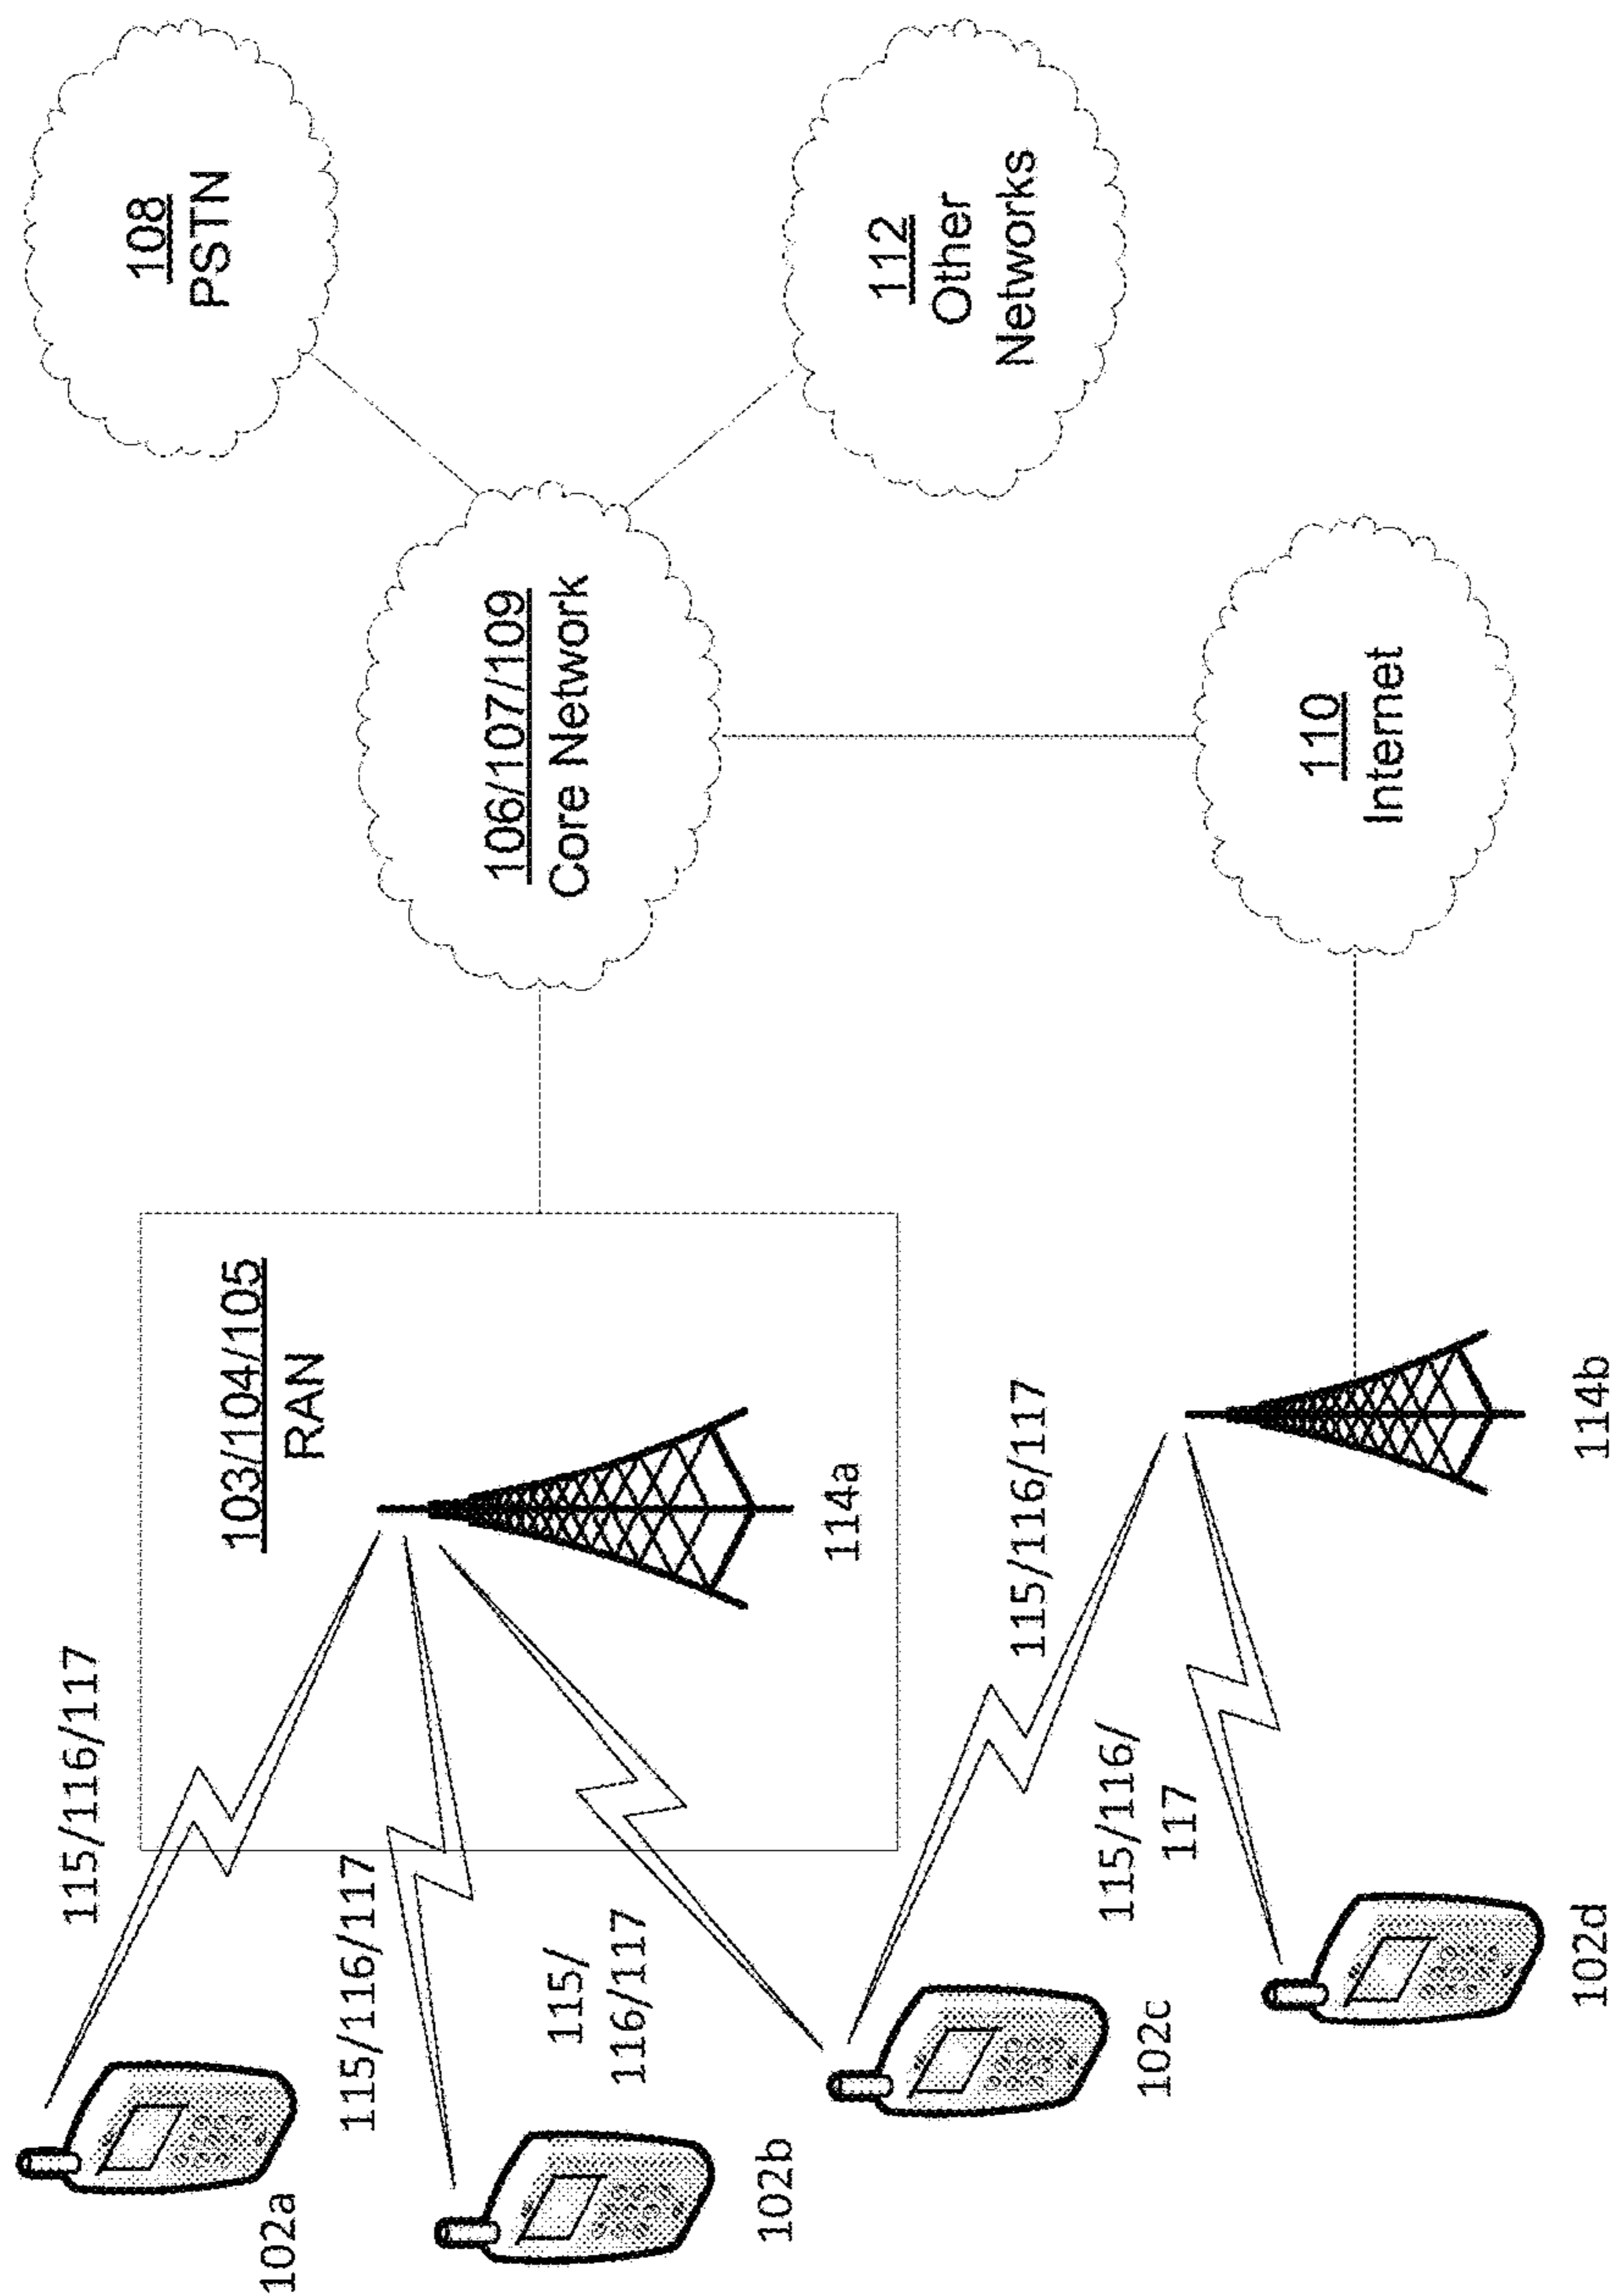 102a
115/116/117
103/104/105
RAN
108
PSTN
102b
115/116/117
115/
116/117
114a
106/107/109
Core Network
112
Other
Networks
102c
115/116/117
115/116/
117
110
Internet
102d
114b